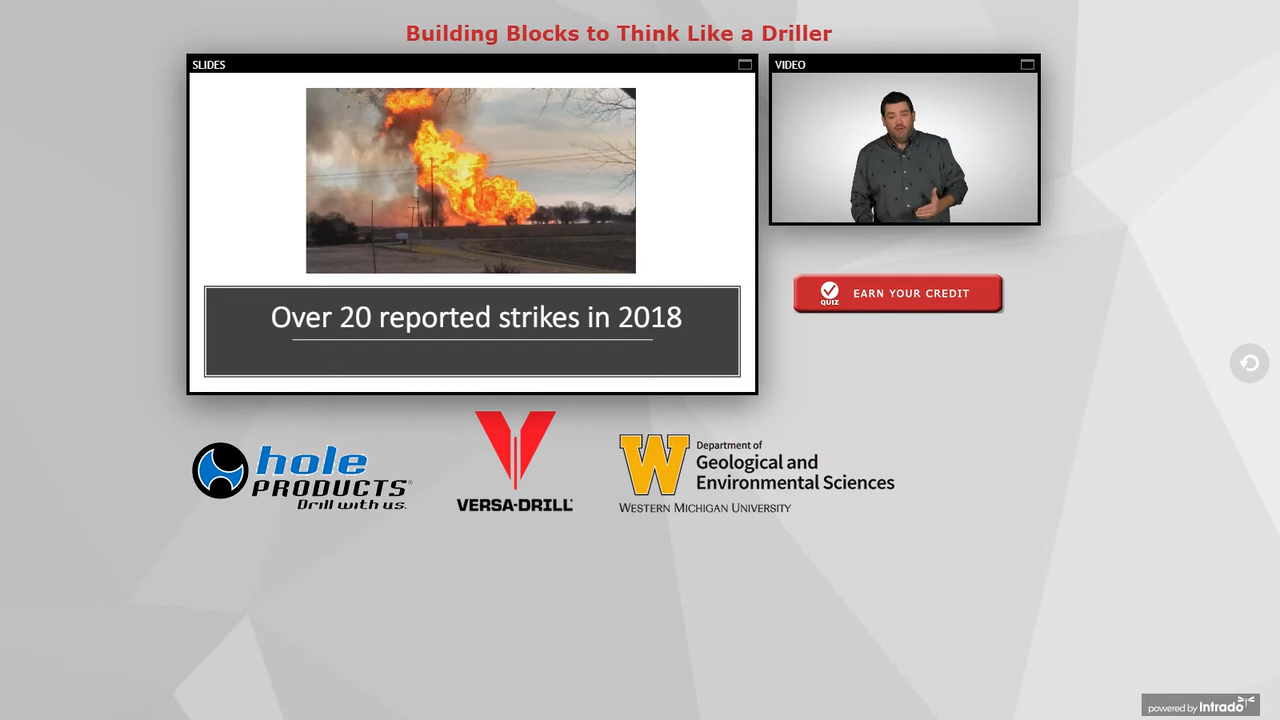 Building Blocks to Think Like a Driller
SLIDES
VIDEO
Over 20 reported strikes in 2018
QUIZ
EARN YOUR CREDIT
hole
PRODUCTS®
Drill with us.
VERSA-DRILL®
W
Department of
Geological and
Environmental Sciences
WESTERN MICHIGAN UNIVERSITY
powered by Intrado